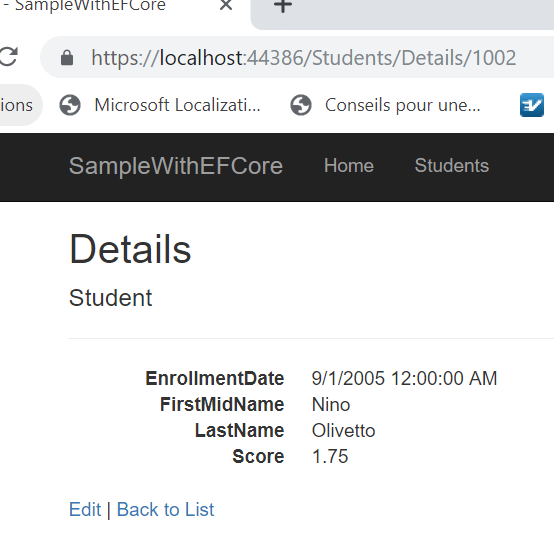 - SampleWithEFCore
https://localhost:44386/Students/Details/1002
ions Microsoft Localizati... Conseils pour une...
SampleWithEFCore Home Students
Details
Student
EnrollmentDate 9/1/2005 12:00:00 AM
FirstMidName Nino
LastName Olivetto
Score 1.75
Edit | Back to List